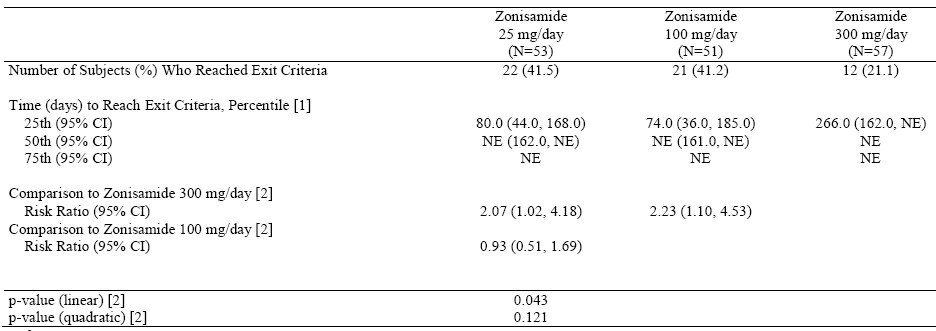 Zonisamide Zonisamide Zonisamide
25 mg/day 100 mg/day 300 mg/day
(N=53) (N=51) (N=57)
Number of Subjects (%) Who Reached Exit Criteria 22 (41.5) 21 (41.2) 12 (21.1)
Time (days) to Reach Exit Criteria, Percentile [1]
25th (95% CI) 80.0 (44.0, 168.0) 74.0 (36.0, 185.0) 266.0 (162.0, NE)
50th (95% CI) NE (162.0, NE) NE (161.0, NE) NE
75th (95% CI) NE NE NE
Comparison to Zonisamide 300 mg/day [2]
Risk Ratio (95% CI) 2.07 (1.02, 4.18) 2.23 (1.10, 4.53)
Comparison to Zonisamide 100 mg/day [2]
Risk Ratio (95% CI) 0.93 (0.51, 1.69)
p-value (linear) [2] 0.043
p-value (quadratic) [2] 0.121